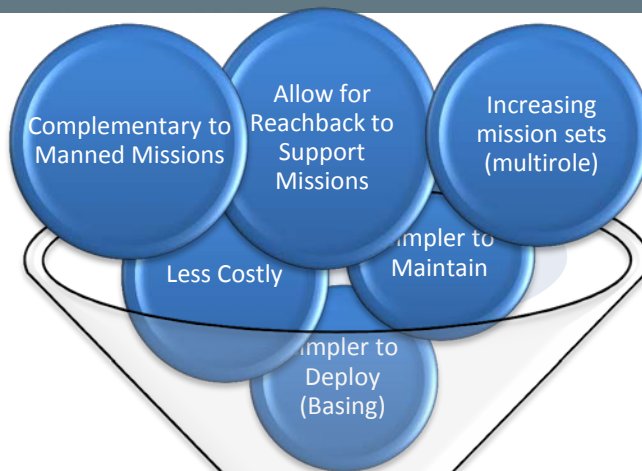 Complementary to
Manned Missions
Allow for
Reachback to
Support
Missions
Increasing
mission sets
(multirole)
Less Costly
impler to
Maintain
impler to
Deploy
(Basing)